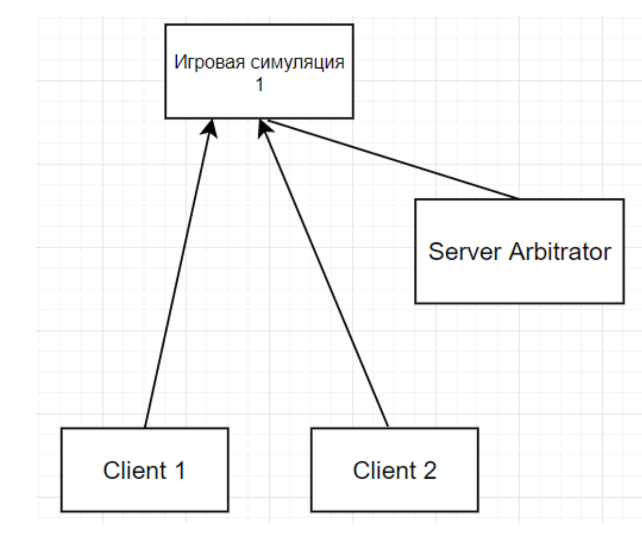 Игровая симуляция
1
Server Arbitrator
Client 1
Client 2